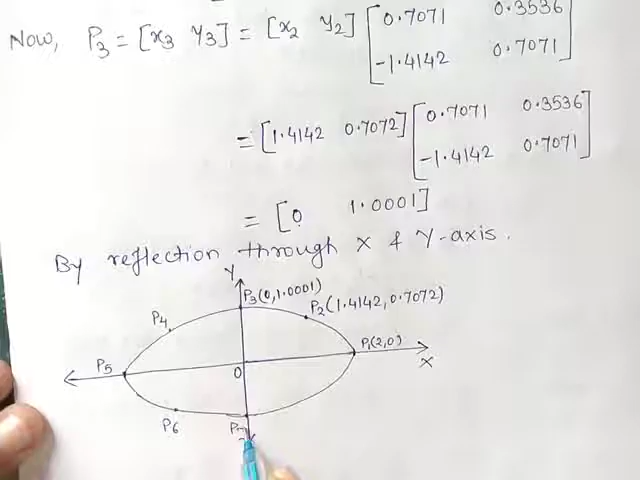 Now, P3 = [x3 y3] = [x2 y2] [0.7071 0.3536
-1.4142 0.7071]
= [1.4142 0.7072] [0.7071 0.3536
-1.4142 0.7071]
= [0 1.0001]
By reflection through X & Y-axis.
Y
P3(0,1.0001)
P2(1.4142,0.7072)
P4
P1(2,0)
X
P5
O
P6
P7